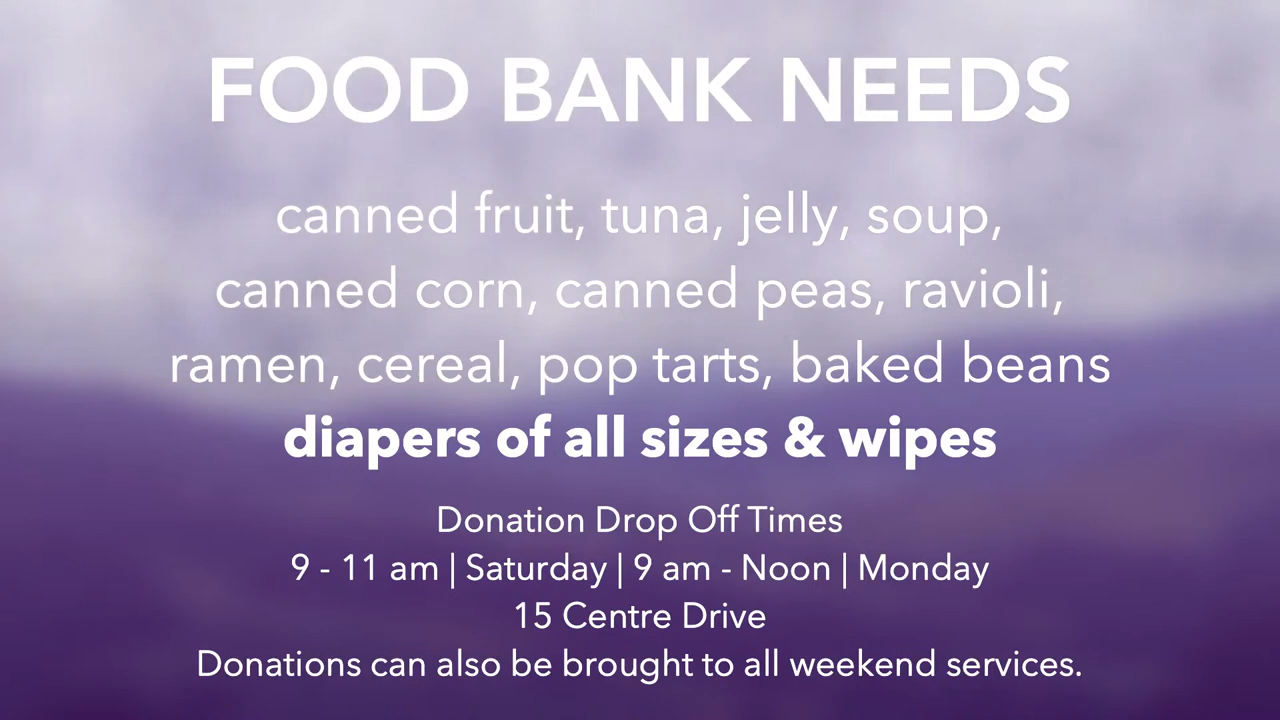 FOOD BANK NEEDS
canned fruit, tuna, jelly, soup,
canned corn, canned peas, ravioli,
ramen, cereal, pop tarts, baked beans
diapers of all sizes & wipes
Donation Drop Off Times
9 - 11 am | Saturday | 9 am - Noon | Monday
15 Centre Drive
Donations can also be brought to all weekend services.